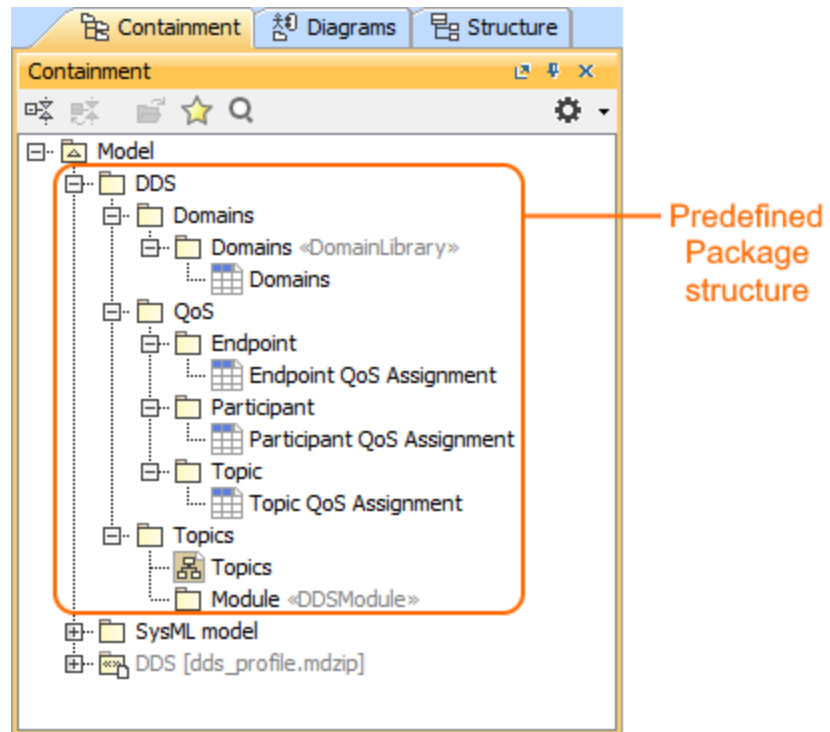 Containment Diagrams Structure
Containment
Model
DDS
Domains
Domains «DomainLibrary»
Domains
QoS
Endpoint
Endpoint QoS Assignment
Participant
Participant QoS Assignment
Topic
Topic QoS Assignment
Topics
Topics
Module «DDSModule»
SysML model
DDS [dds_profile.mdzip]
Predefined
Package
structure